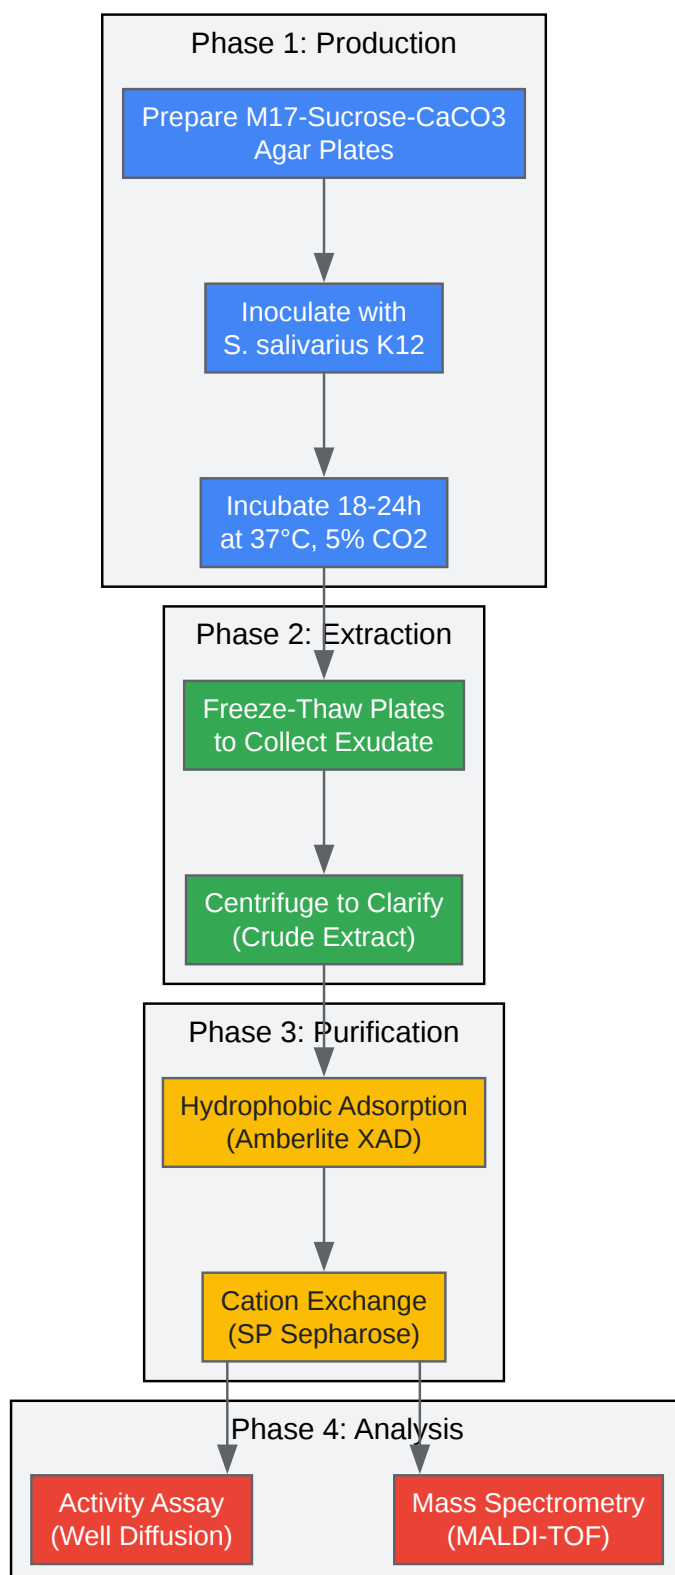 Phase 1: Production
Prepare M17-Sucrose-CaCO3
Agar Plates
Inoculate with
S. salivarius K12
Incubate 18-24h
at 37°C, 5% CO2
Phase 2: Extraction
Freeze-Thaw Plates
to Collect Exudate
Centrifuge to Clarify
(Crude Extract)
Phase 3: Purification
Hydrophobic Adsorption
(Amberlite XAD)
Cation Exchange
(SP Sepharose)
Phase 4: Analysis
Activity Assay
(Well Diffusion)
Mass Spectrometry
(MALDI-TOF)